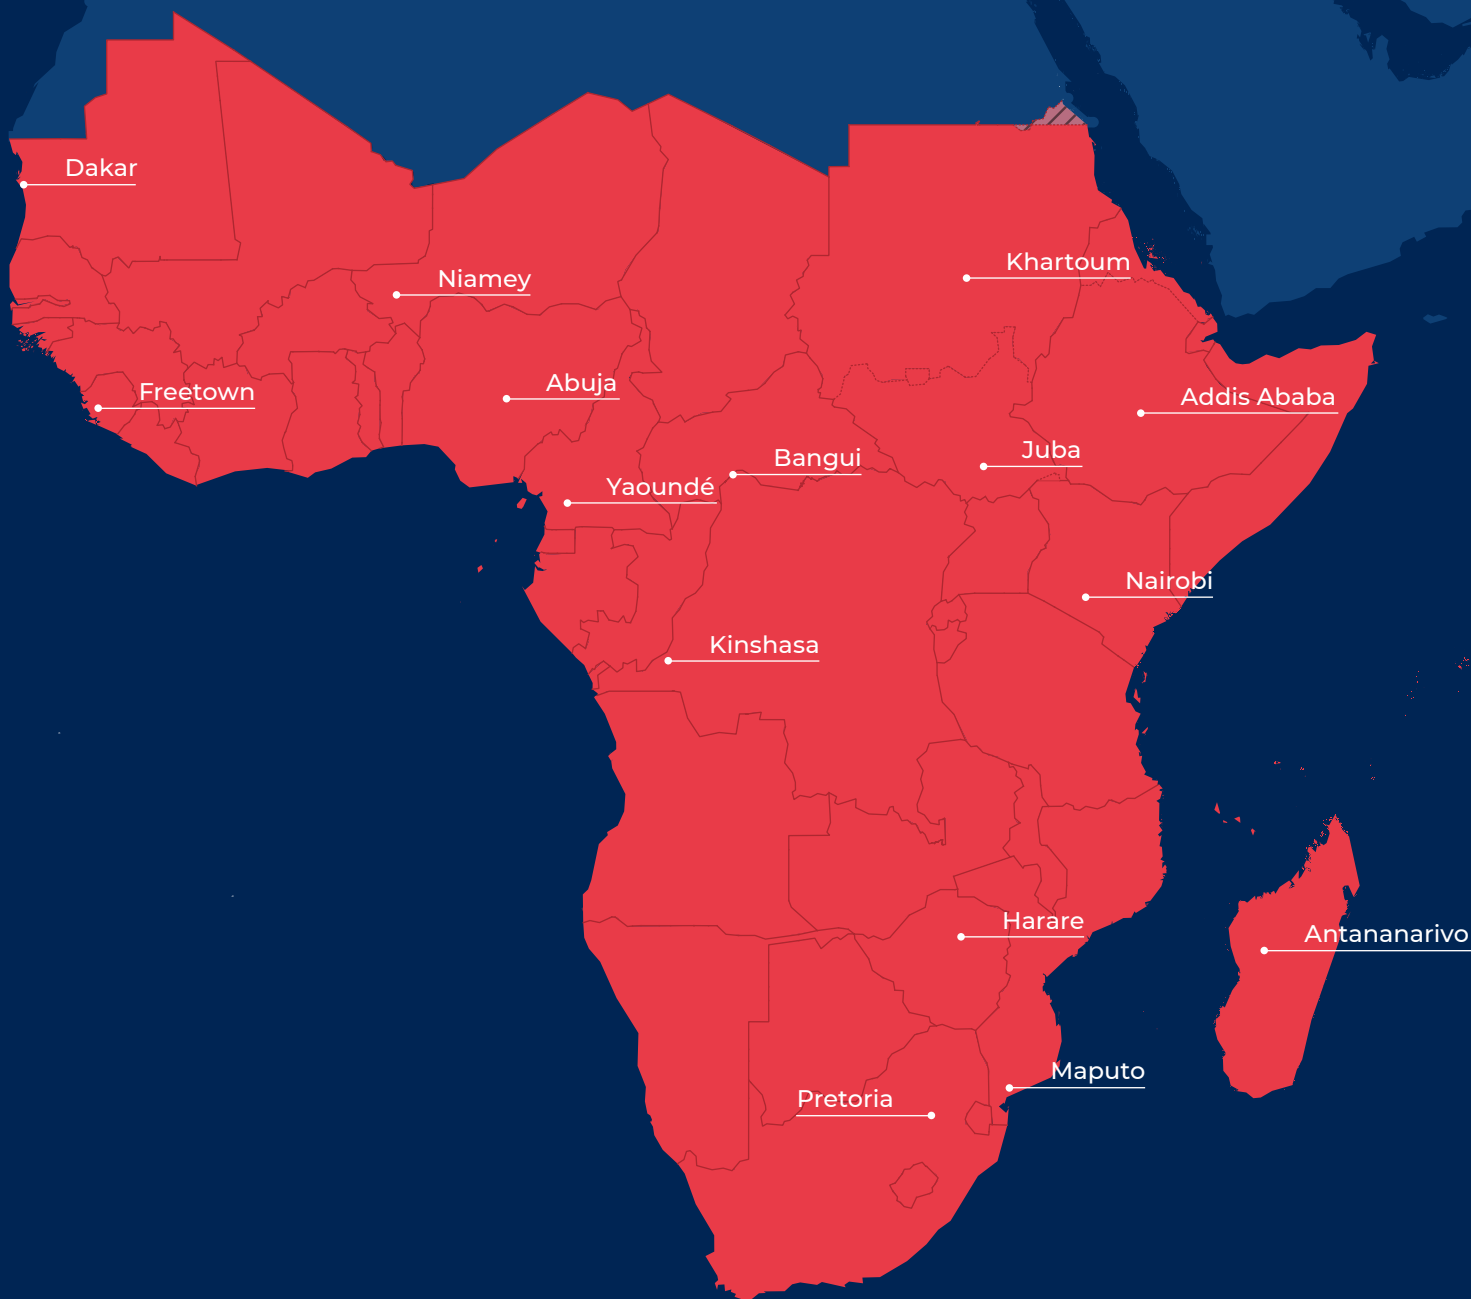 Dakar
Khartoum
Niamey
Abuja
Freetown
Addis Ababa
Juba
Bangui
Yaoundé
Nairobi
Kinshasa
Harare
Antananarivo
Maputo
Pretoria